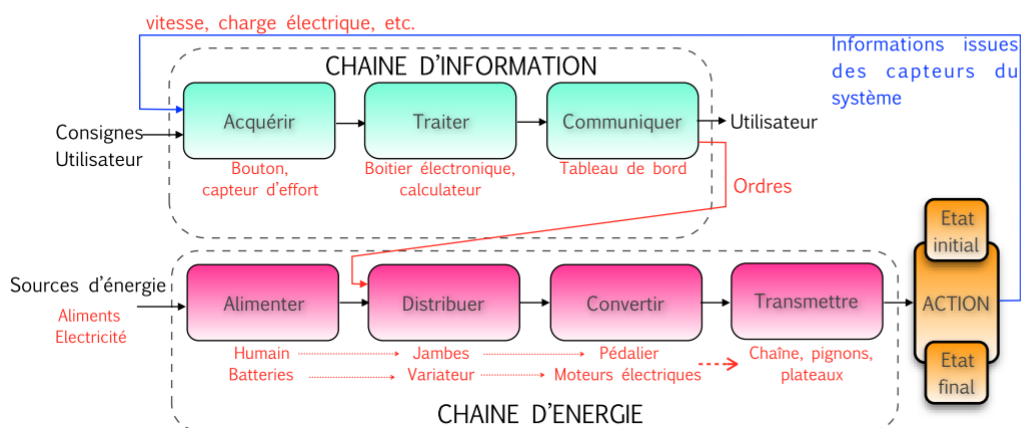 vitesse, charge électrique, etc.
Informations issues
des capteurs du
système
CHAINE D'INFORMATION
Consignes
Utilisateur
Acquérir
Traiter
Communiquer
Utilisateur
Bouton,
capteur d'effort
Boitier électronique,
calculateur
Tableau de bord
Ordres
Sources d'énergie
Aliments
Electricité
Alimenter
Distribuer
Convertir
Transmettre
Etat
initial
ACTION
Etat
final
Humain
Jambes
Pédalier
Batteries
Variateur
Moteurs électriques
Chaîne, pignons,
plateaux
CHAINE D'ENERGIE